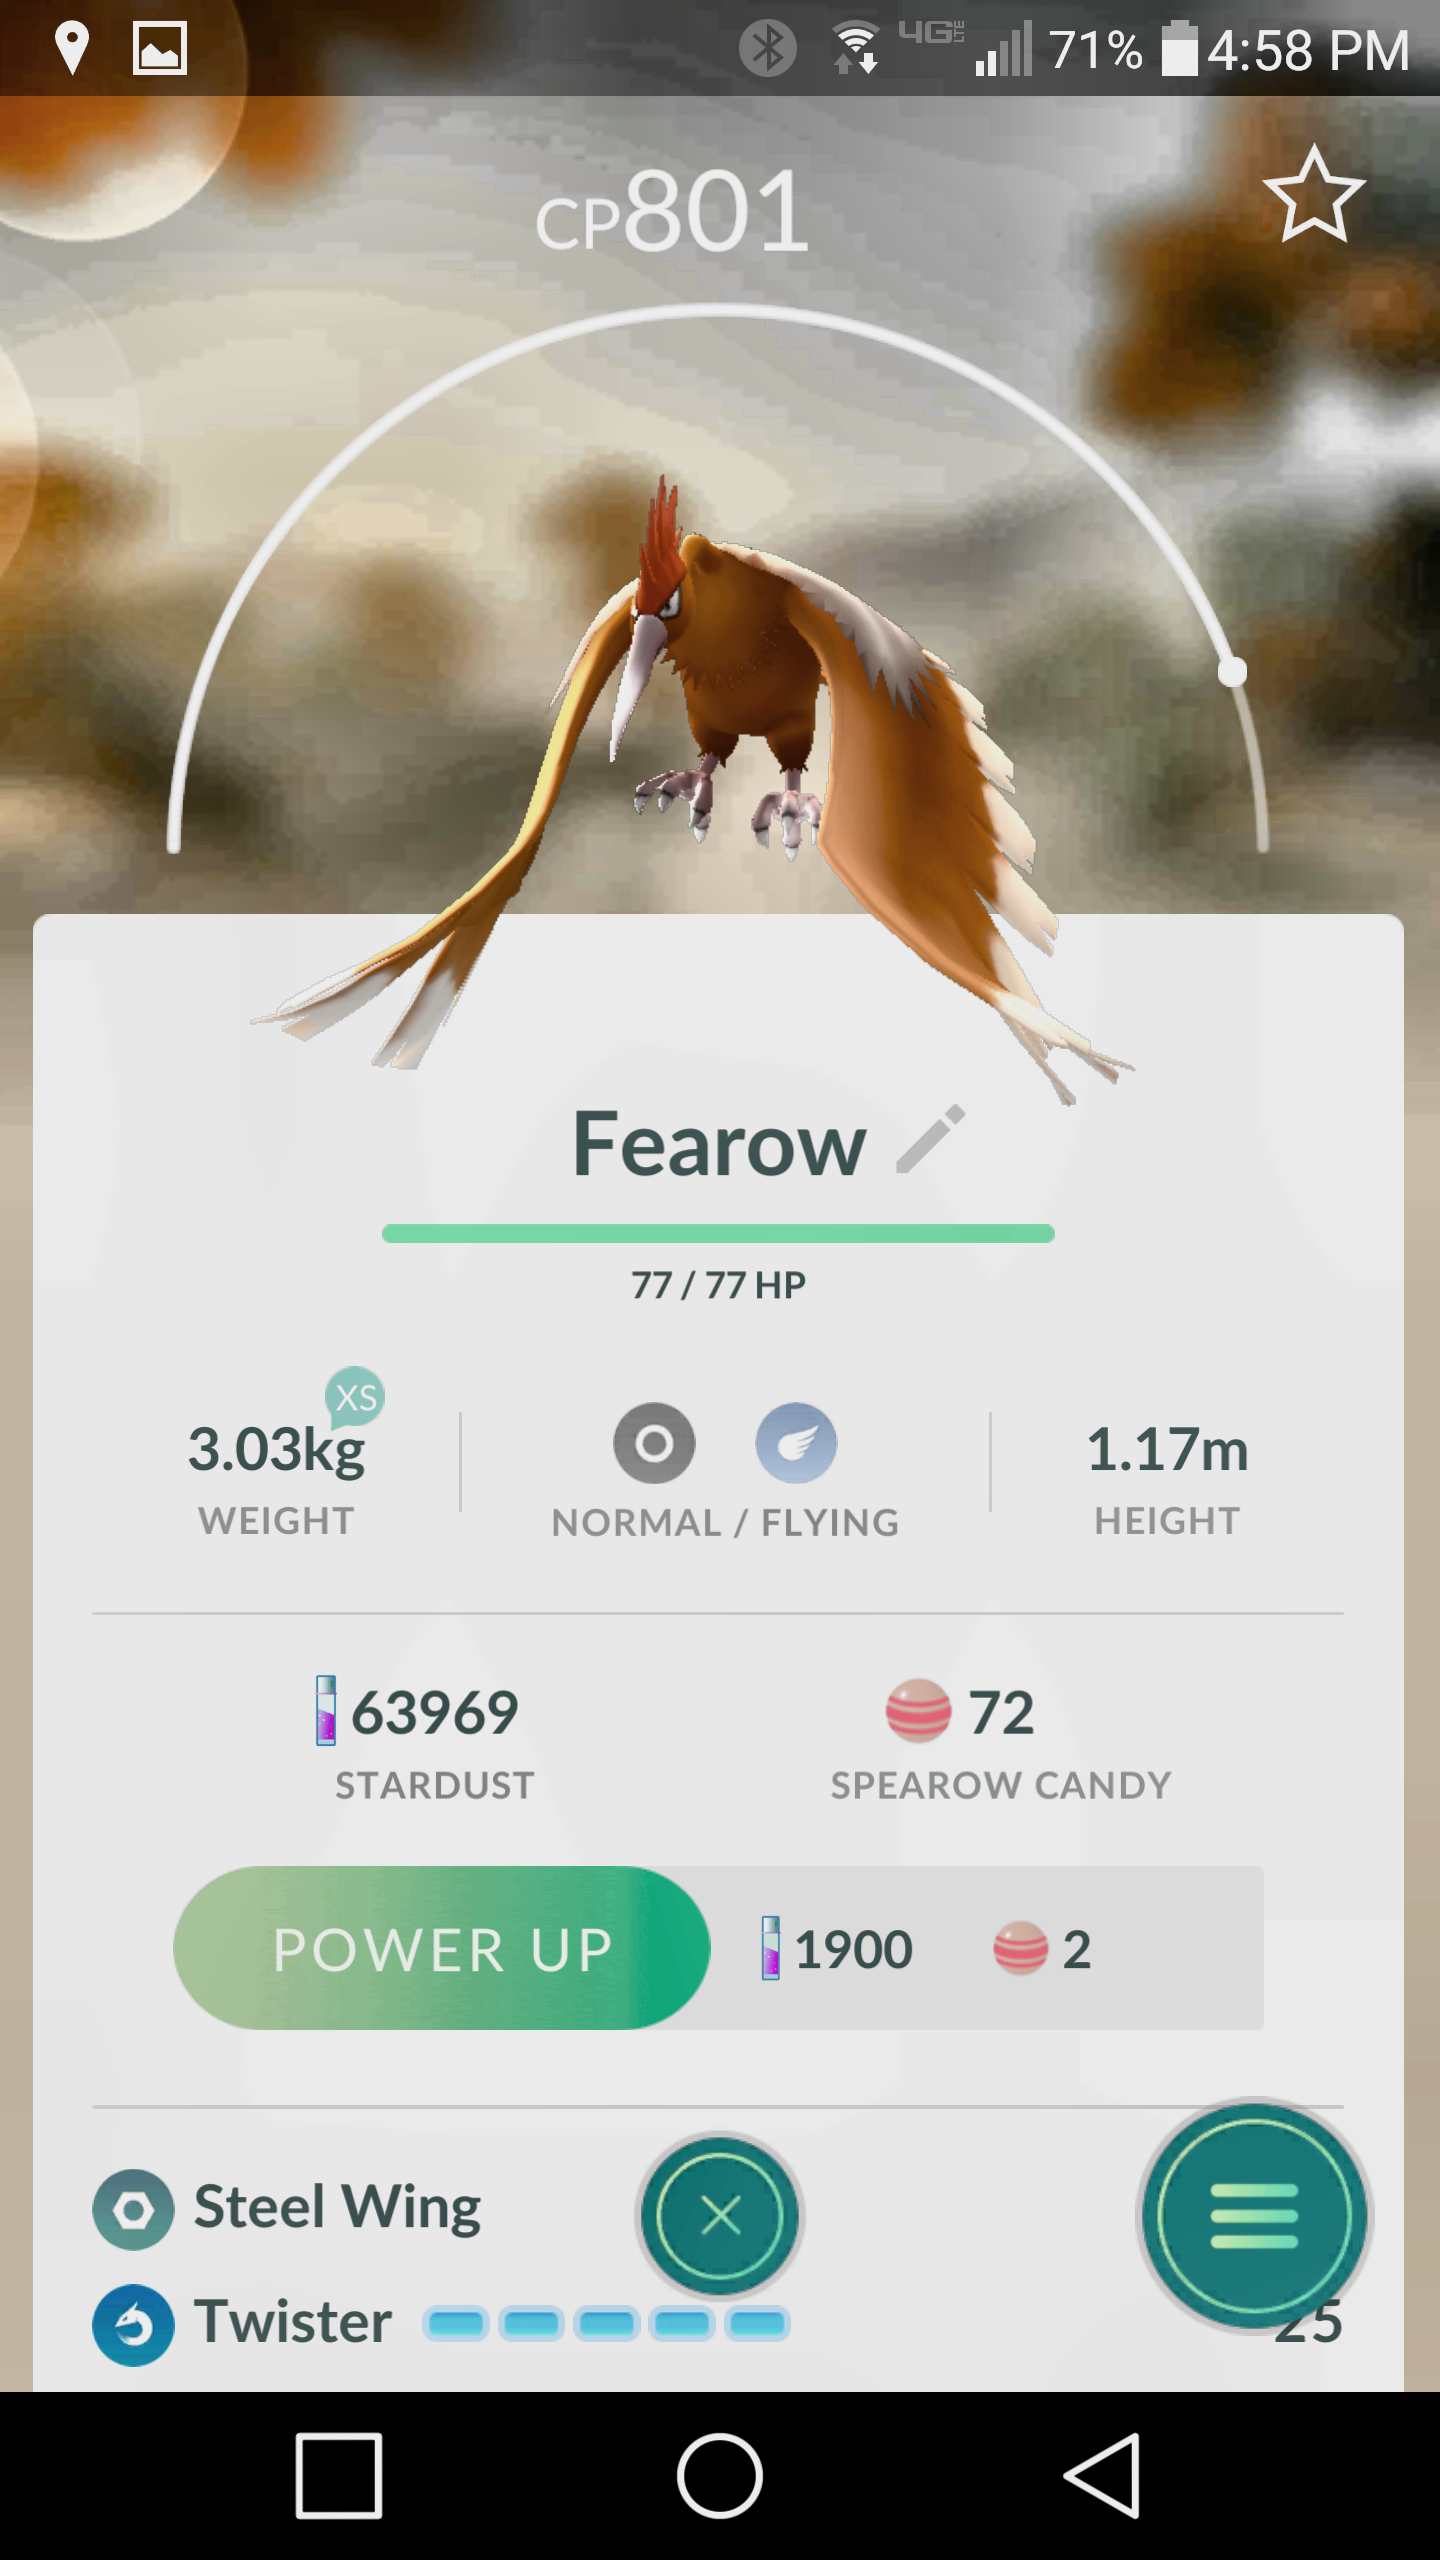 4G LTE 71% 4:58 PM
CP801
Fearow
77 / 77 HP
XS
3.03kg
WEIGHT
NORMAL / FLYING
1.17m
HEIGHT
63969
STARDUST
72
SPEAROW CANDY
POWER UP 1900 2
Steel Wing
Twister 25